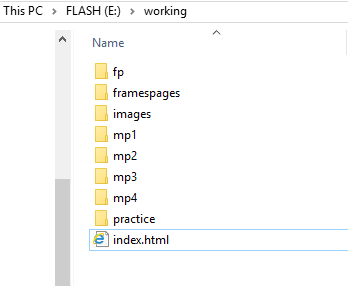 This PC > FLASH (E:) > working
Name
fp
framespages
images
mp1
mp2
mp3
mp4
practice
index.html